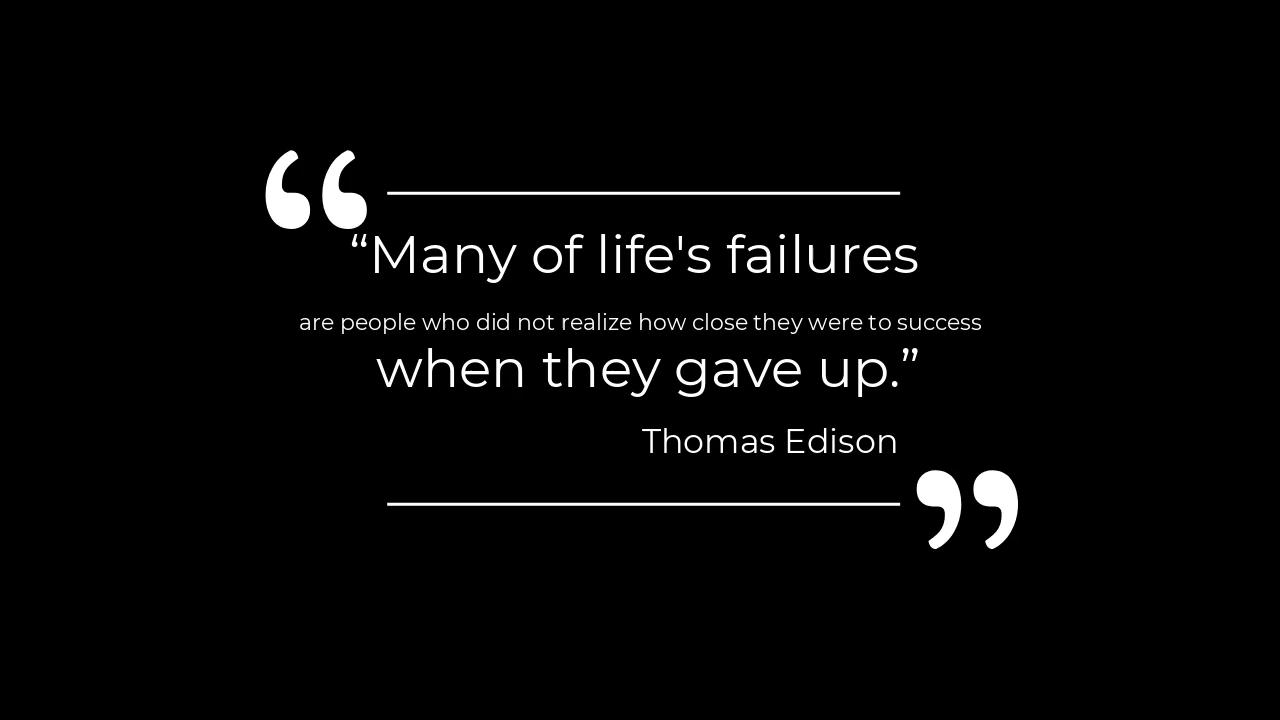 “Many of life's failures
are people who did not realize how close they were to success
when they gave up.”
Thomas Edison